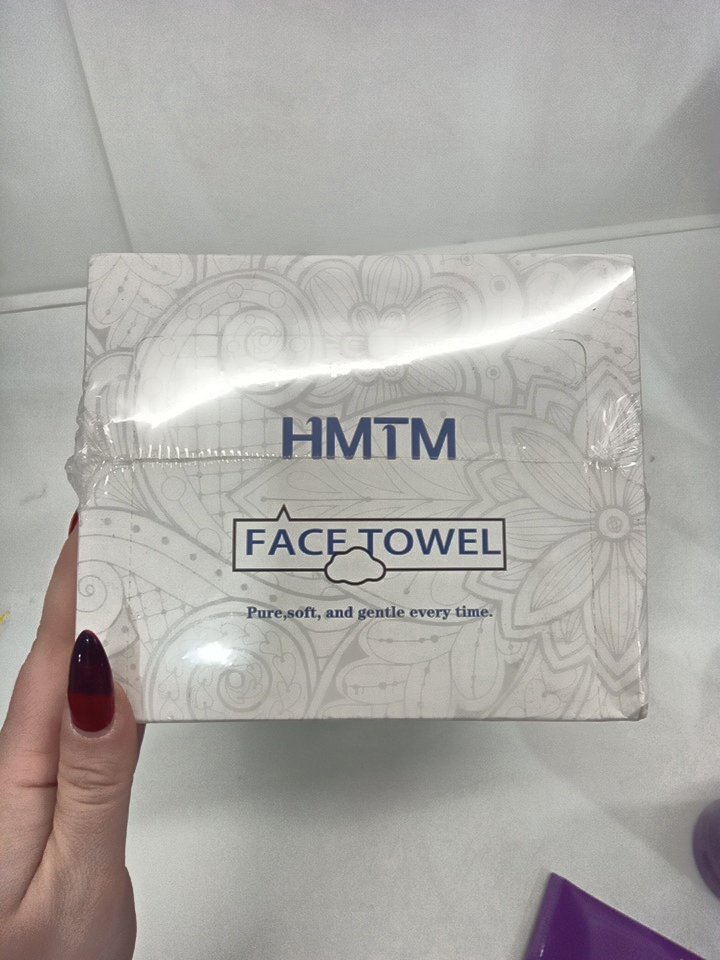 HMTM
FACE TOWEL
Pure,soft, and gentle every time.